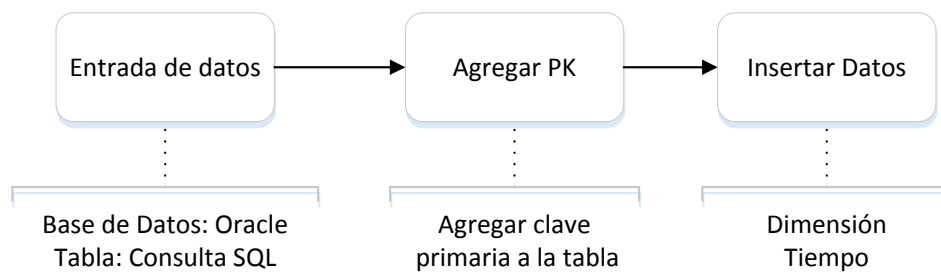 Entrada de datos
Agregar PK
Insertar Datos
Base de Datos: Oracle
Tabla: Consulta SQL
Agregar clave
primaria a la tabla
Dimensión
Tiempo